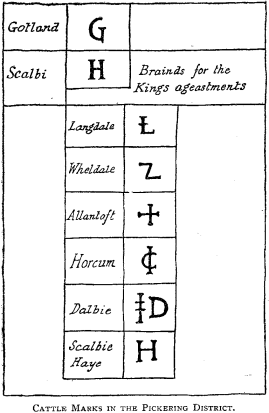 Gotland G
Scalbi H Brainds for the
Kings ageastments
Langdale Ł
Wheldale Z
Allantoft
Horcum
Dalbie D
Scalbie H
Haye
CATTLE MARKS IN THE PICKERING DISTRICT.